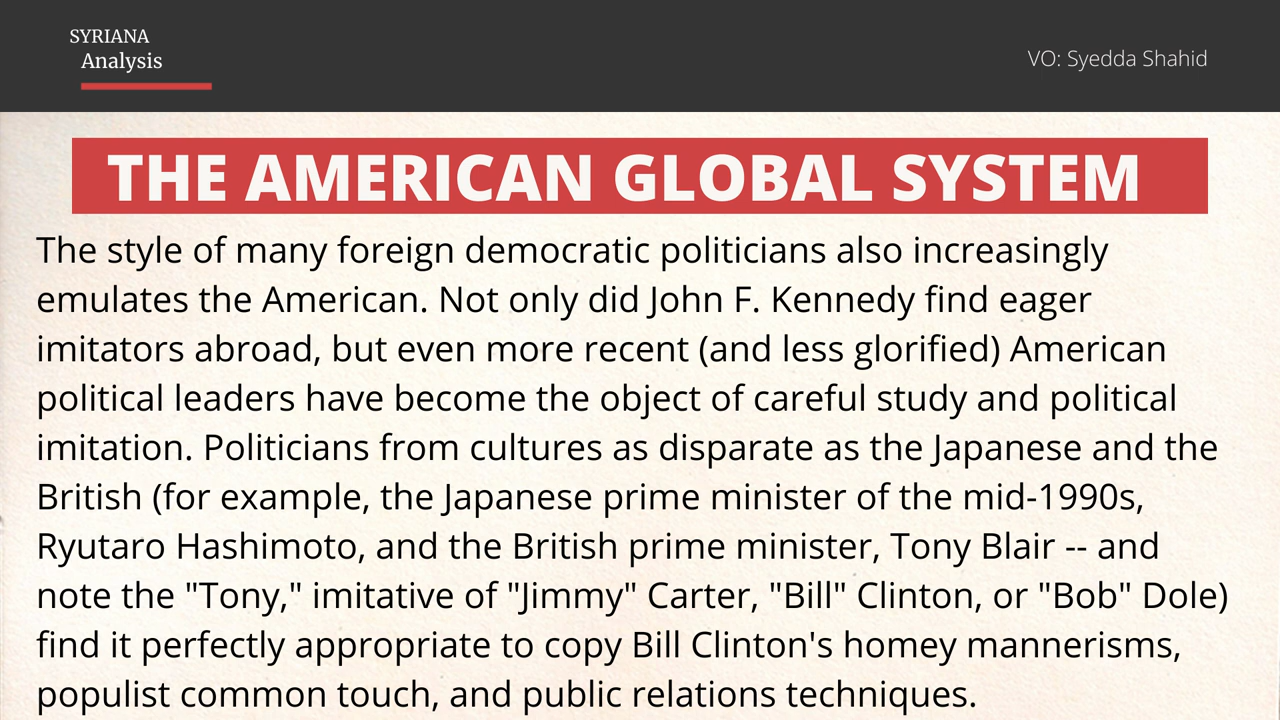 SYRIANA
Analysis
VO: Syedda Shahid
THE AMERICAN GLOBAL SYSTEM
The style of many foreign democratic politicians also increasingly
emulates the American. Not only did John F. Kennedy find eager
imitators abroad, but even more recent (and less glorified) American
political leaders have become the object of careful study and political
imitation. Politicians from cultures as disparate as the Japanese and the
British (for example, the Japanese prime minister of the mid-1990s,
Ryutaro Hashimoto, and the British prime minister, Tony Blair -- and
note the "Tony," imitative of "Jimmy" Carter, "Bill" Clinton, or "Bob" Dole)
find it perfectly appropriate to copy Bill Clinton's homey mannerisms,
populist common touch, and public relations techniques.